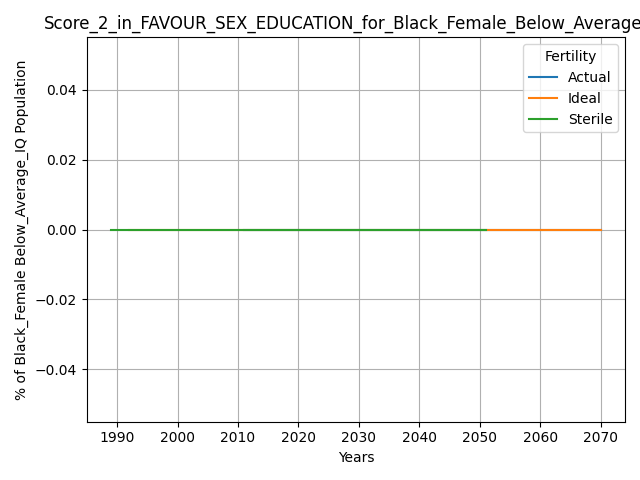 Score_2_in_FAVOUR_SEX_EDUCATION_for_Black_Female_Below_Average
Fertility
Actual
Ideal
Sterile
% of Black_Female Below_Average_IQ Population
0.04
0.02
0.00
−0.02
−0.04
1990 2000 2010 2020 2030 2040 2050 2060 2070
Years